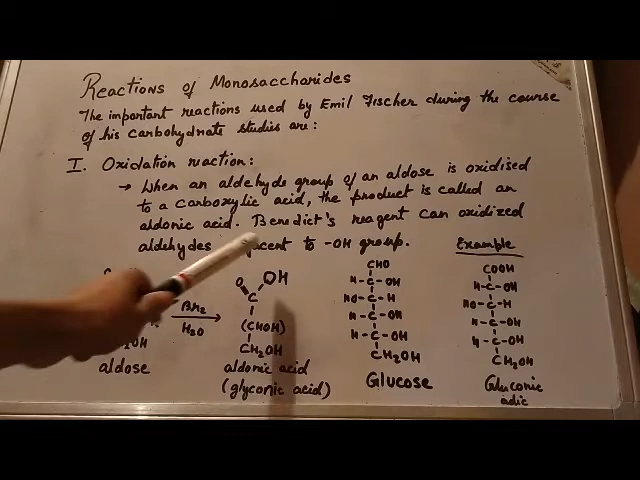 Reactions of Monosaccharides
The important reactions used by Emil Fischer during the course
of his carbohydrate studies are:
I. Oxidation reaction:
→ When an aldehyde group of an aldose is oxidised
to a carboxylic acid, the product is called an
aldonic acid. Benedict's reagent can oxidized
aldehydes to -OH group.
Example
O OH
C
(CHOH)
CH₂OH
H₂O
aldose
aldonic acid
(glyconic acid)
CHO
H-C-OH
HO-C-H
H-C-OH
H-C-OH
CH₂OH
Glucose
COOH
H-C-OH
HO-C-H
H-C-OH
H-C-OH
CH₂OH
Gluconic
adic